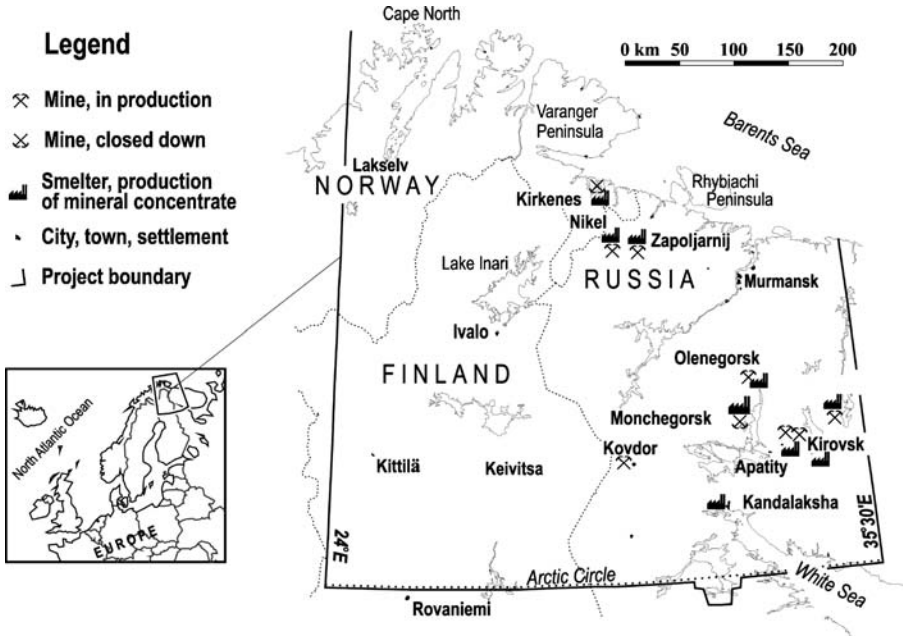 Cape North
Legend
0 km 50 100 150 200
Mine, in production
Varanger
Peninsula
Barents Sea
Mine, closed down
Lakselv
NORWAY
Smelter, production
of mineral concentrate
Rhybiachi
Peninsula
Kirkenes
Nikel
Zapoljarnij
City, town, settlement
Lake Inari
Project boundary
RUSSIA
Murmansk
Ivalo
Olenegorsk
FINLAND
North Atlantic Ocean
Monchegorsk
Kirovsk
Kovdor
Kittilä
Keivitsa
Apatity
Kandalaksha
EUROPE
24°E
35°30'E
Arctic Circle
White Sea
Rovaniemi